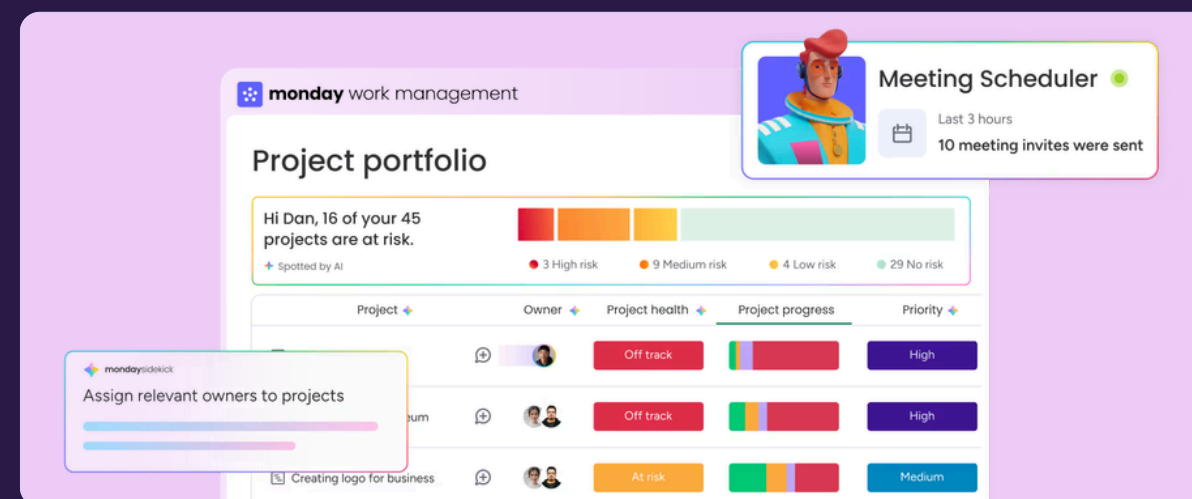 monday work management
Meeting Scheduler
Last 3 hours
10 meeting invites were sent
Project portfolio
Hi Dan, 16 of your 45
projects are at risk.
Spotted by AI
3 High risk
9 Medium risk
4 Low risk
29 No risk
Project
Owner
Project health
Project progress
Priority
Off track
High
mondaysidekick
Assign relevant owners to projects
Off track
High
Creating logo for business
At risk
Medium